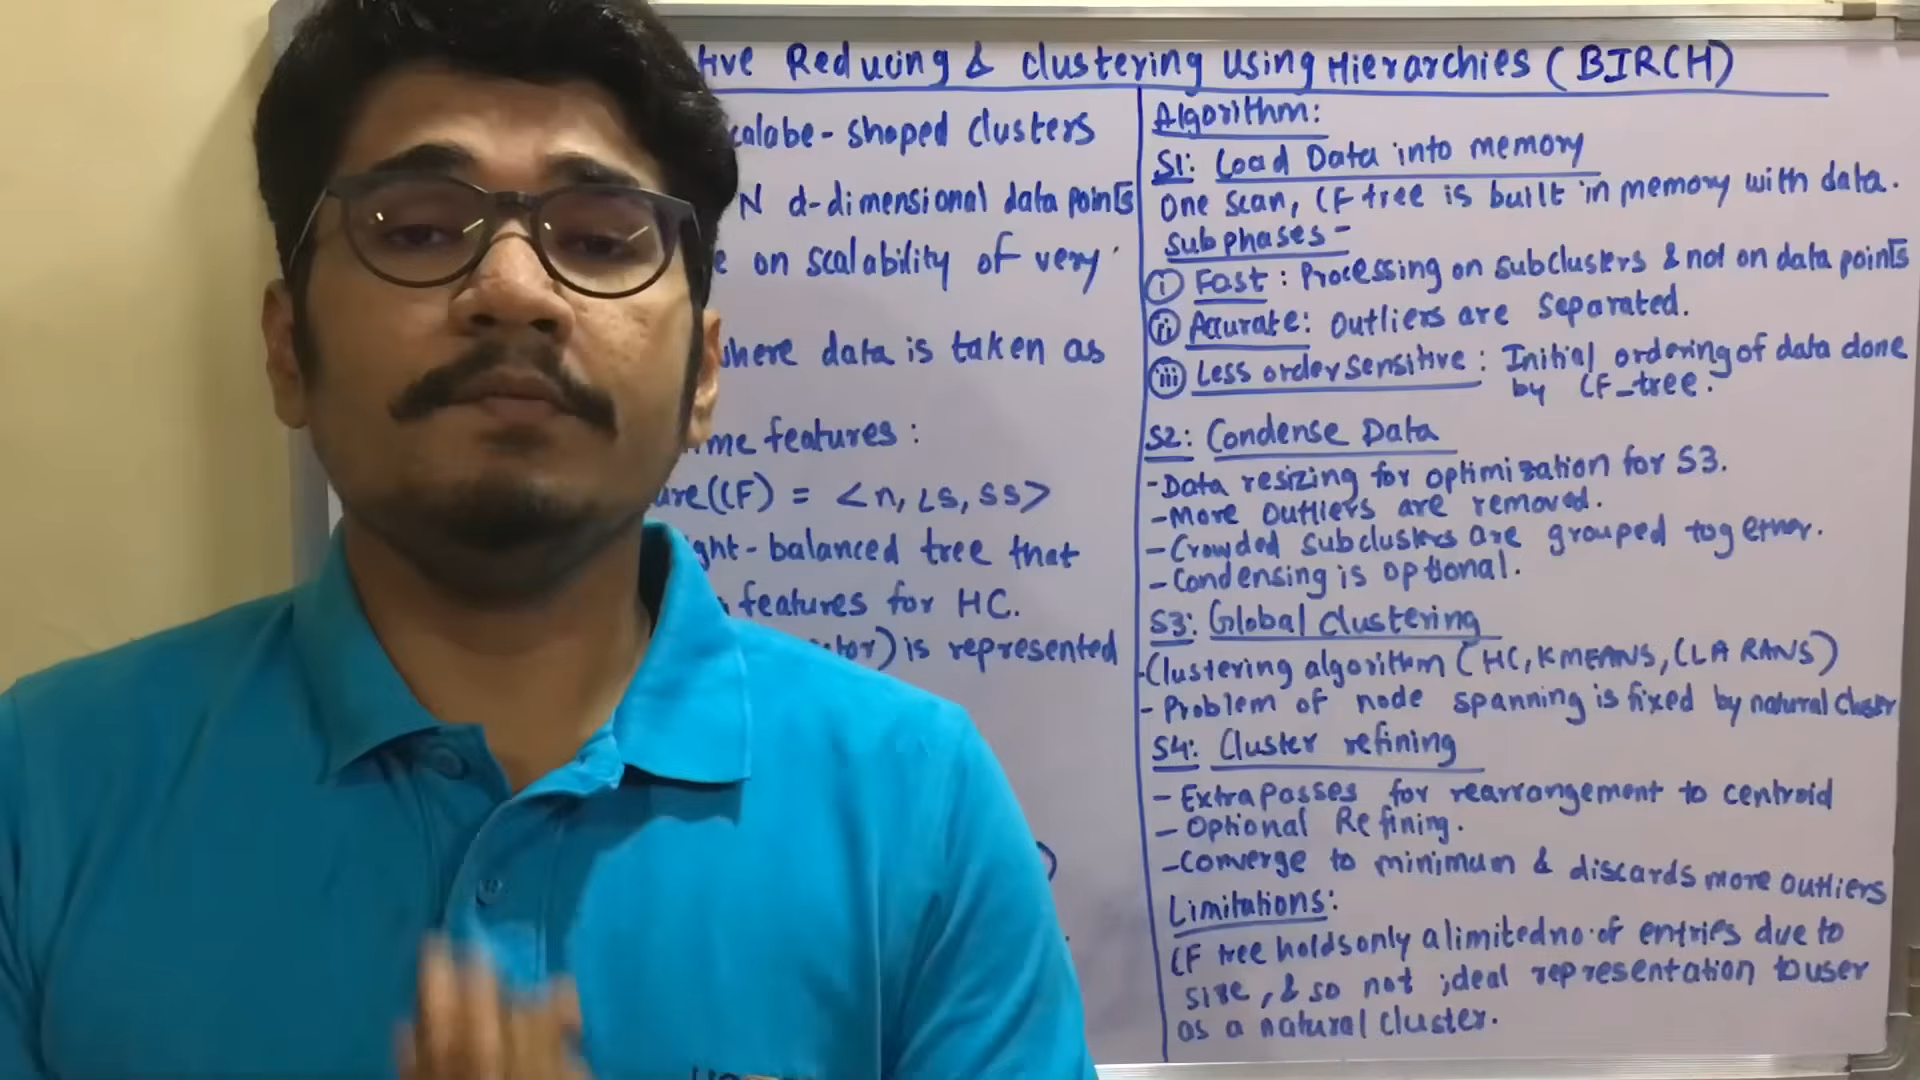 Reducing & clustering Using Hierarchies (BIRCH)
calabe - shaped clusters
N d-dimensional data points
on scalability of very
where data is taken as
features :
(CF) = <n, LS, SS>
balanced tree that
features for HC.
is represented
Algorithm:
S1: Load Data into memory
One scan, CF tree is built in memory with data.
subphases -
(i) Fast : Processing on subclusters & not on data points
(ii) Accurate: Outliers are separated.
(iii) Less order sensitive : Initial ordering of data done
by CF_tree.
S2: Condense Data
- Data resizing for optimization for S3.
- More outliers are removed.
- Crowded subclusters are grouped together.
- Condensing is optional.
S3: Global Clustering
- Clustering algorithm (HC, KMEANS, CLARANS)
- Problem of node spanning is fixed by natural cluster
S4: Cluster refining
- Extra passes for rearrangement to centroid
- Optional Refining.
- Converge to minimum & discards more outliers
Limitations:
CF tree holds only a limited no. of entries due to
size, & so not ideal representation to user
as a natural cluster.